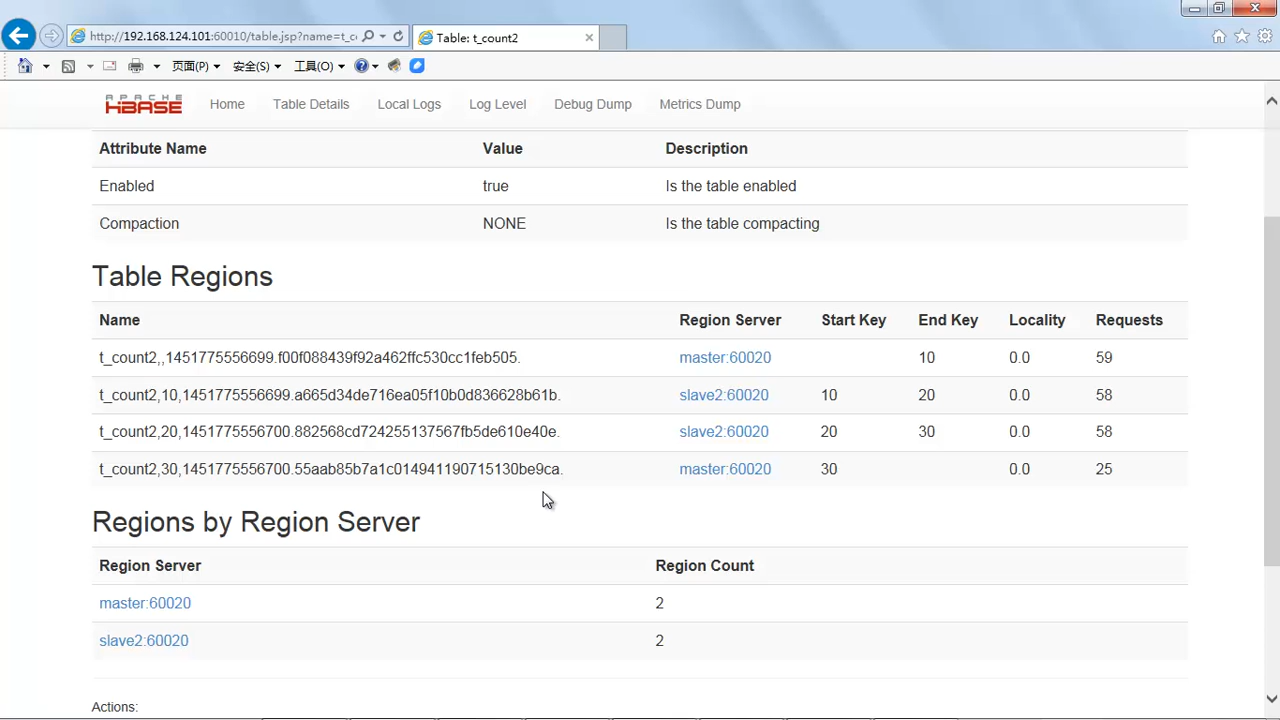 http://192.168.124.101:60010/table.jsp?name=t_c
Table: t_count2
页面(P) 安全(S) 工具(O)
APACHE
HBASE
Home Table Details Local Logs Log Level Debug Dump Metrics Dump
Attribute Name Value Description
Enabled true Is the table enabled
Compaction NONE Is the table compacting
Table Regions
Name Region Server Start Key End Key Locality Requests
t_count2,,1451775556699.f00f088439f92a462ffc530cc1feb505. master:60020 10 0.0 59
t_count2,10,1451775556699.a665d34de716ea05f10b0d836628b61b. slave2:60020 10 20 0.0 58
t_count2,20,1451775556700.882568cd724255137567fb5de610e40e. slave2:60020 20 30 0.0 58
t_count2,30,1451775556700.55aab85b7a1c014941190715130be9ca. master:60020 30 0.0 25
Regions by Region Server
Region Server Region Count
master:60020 2
slave2:60020 2
Actions: